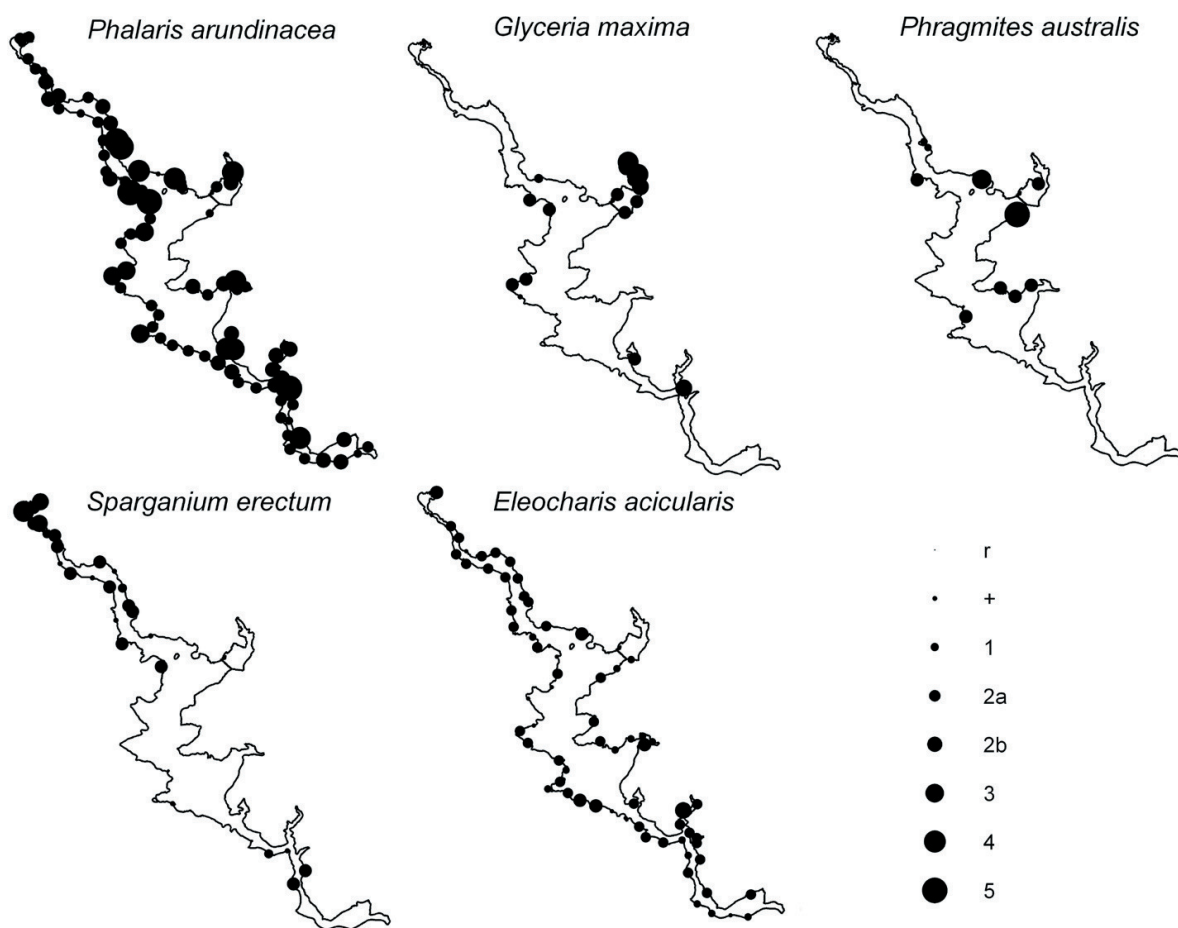 Phalaris arundinacea
Glyceria maxima
Phragmites australis
Sparganium erectum
Eleocharis acicularis
r
+
1
2a
2b
3
4
5